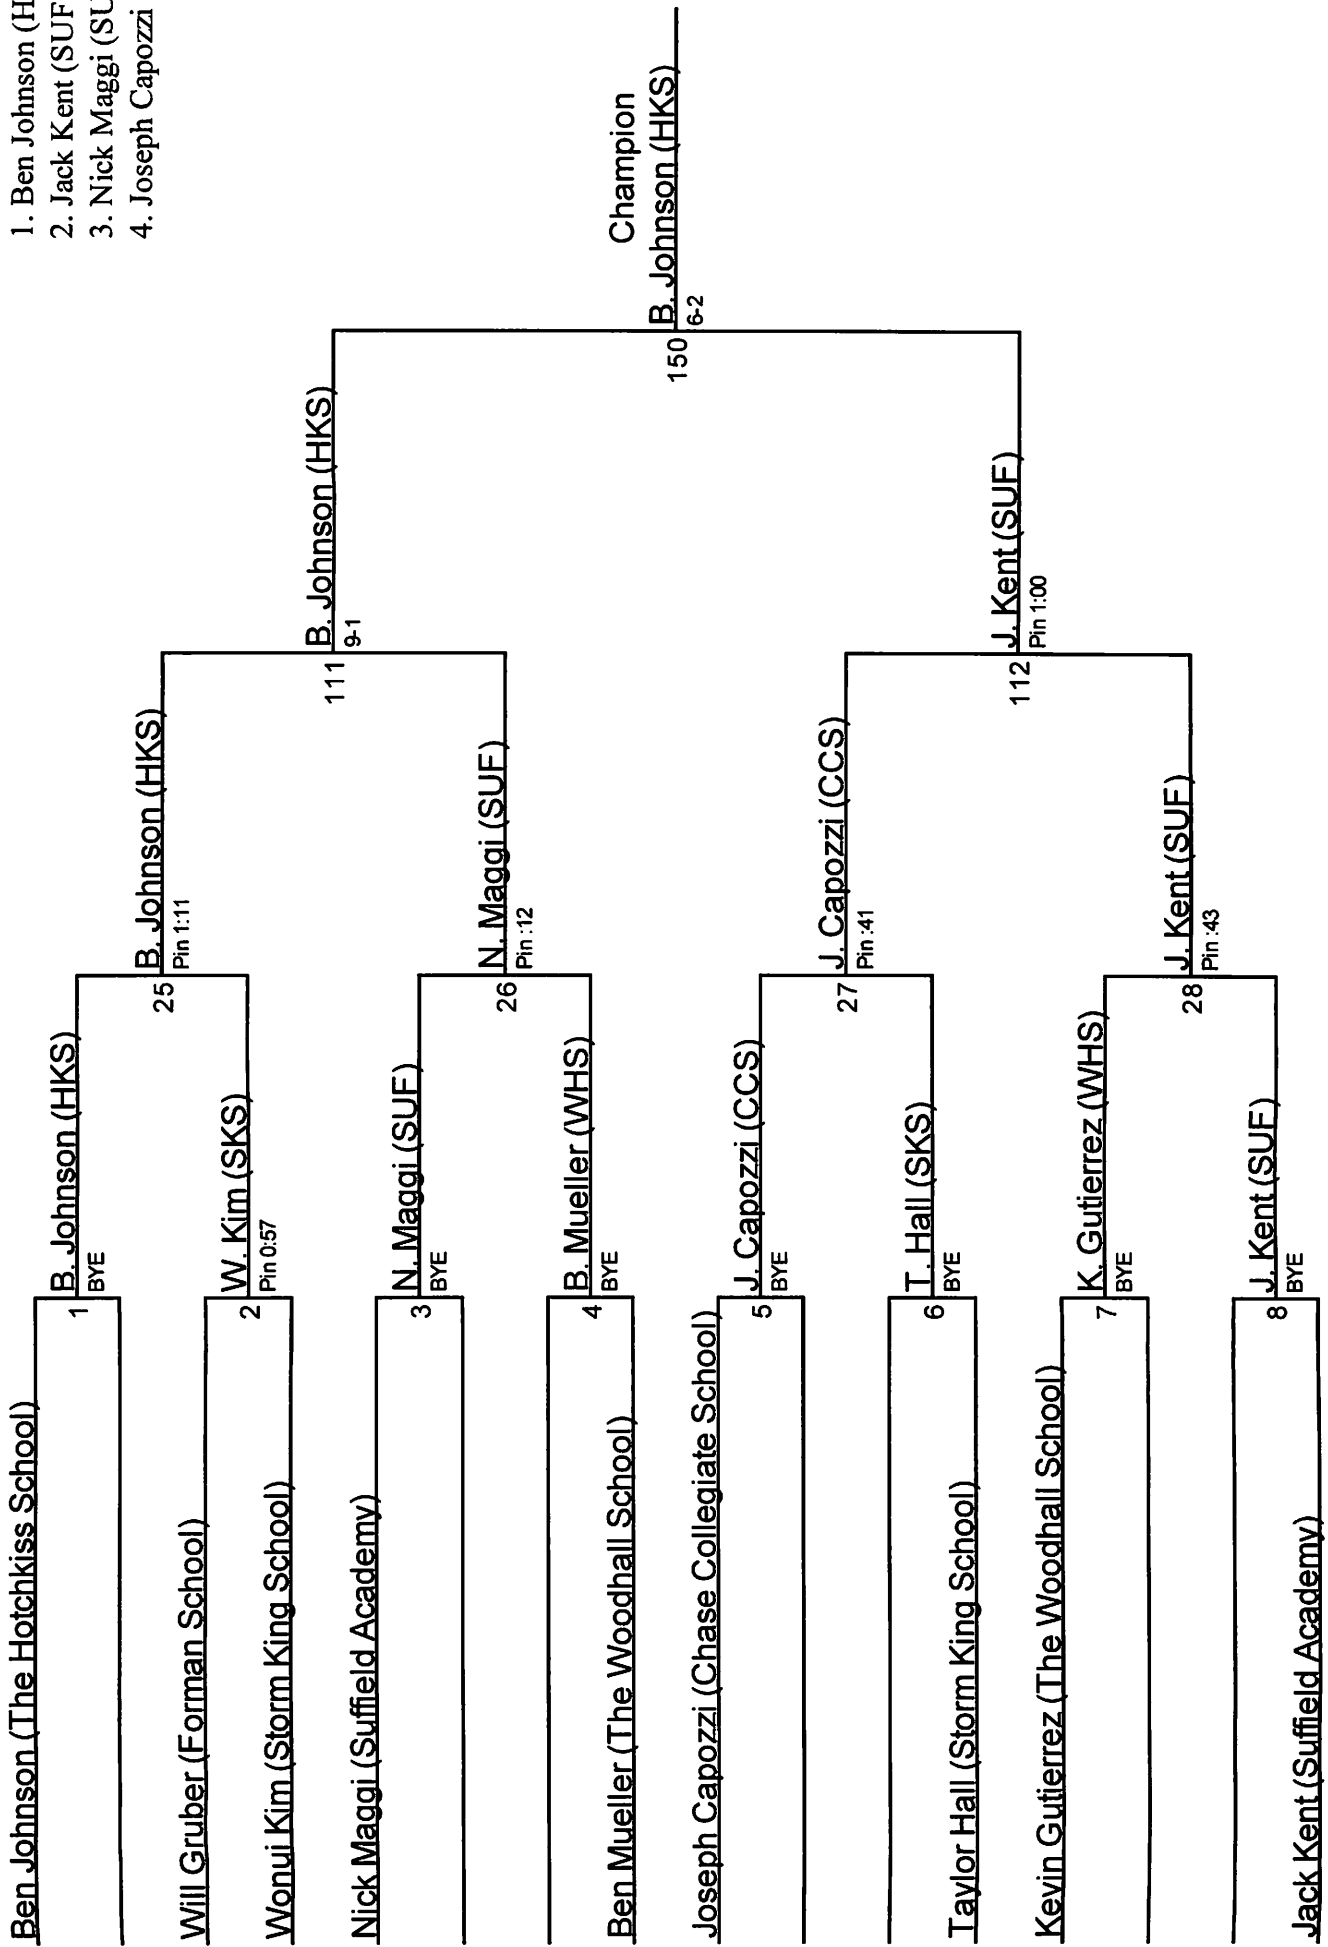 1. Ben Johnson (H
2. Jack Kent (SUF
3. Nick Maggi (SU
4. Joseph Capozzi
Ben Johnson (The Hotchkiss School)
1
B. Johnson (HKS)
BYE
Will Gruber (Forman School)
2
W. Kim (SKS)
Pin 0:57
Wonui Kim (Storm King School)
25
B. Johnson (HKS)
Pin 1:11
Nick Maggi (Suffield Academy)
3
N. Maggi (SUF)
BYE
4
B. Mueller (WHS)
BYE
Ben Mueller (The Woodhall School)
26
N. Maggi (SUF)
Pin :12
111
B. Johnson (HKS)
9-1
Joseph Capozzi (Chase Collegiate School)
5
J. Capozzi (CCS)
BYE
6
T. Hall (SKS)
BYE
Taylor Hall (Storm King School)
27
J. Capozzi (CCS)
Pin :41
Kevin Gutierrez (The Woodhall School)
7
K. Gutierrez (WHS)
BYE
8
J. Kent (SUF)
BYE
Jack Kent (Suffield Academy)
28
J. Kent (SUF)
Pin :43
112
J. Kent (SUF)
Pin 1:00
150
Champion
B. Johnson (HKS)
6-2